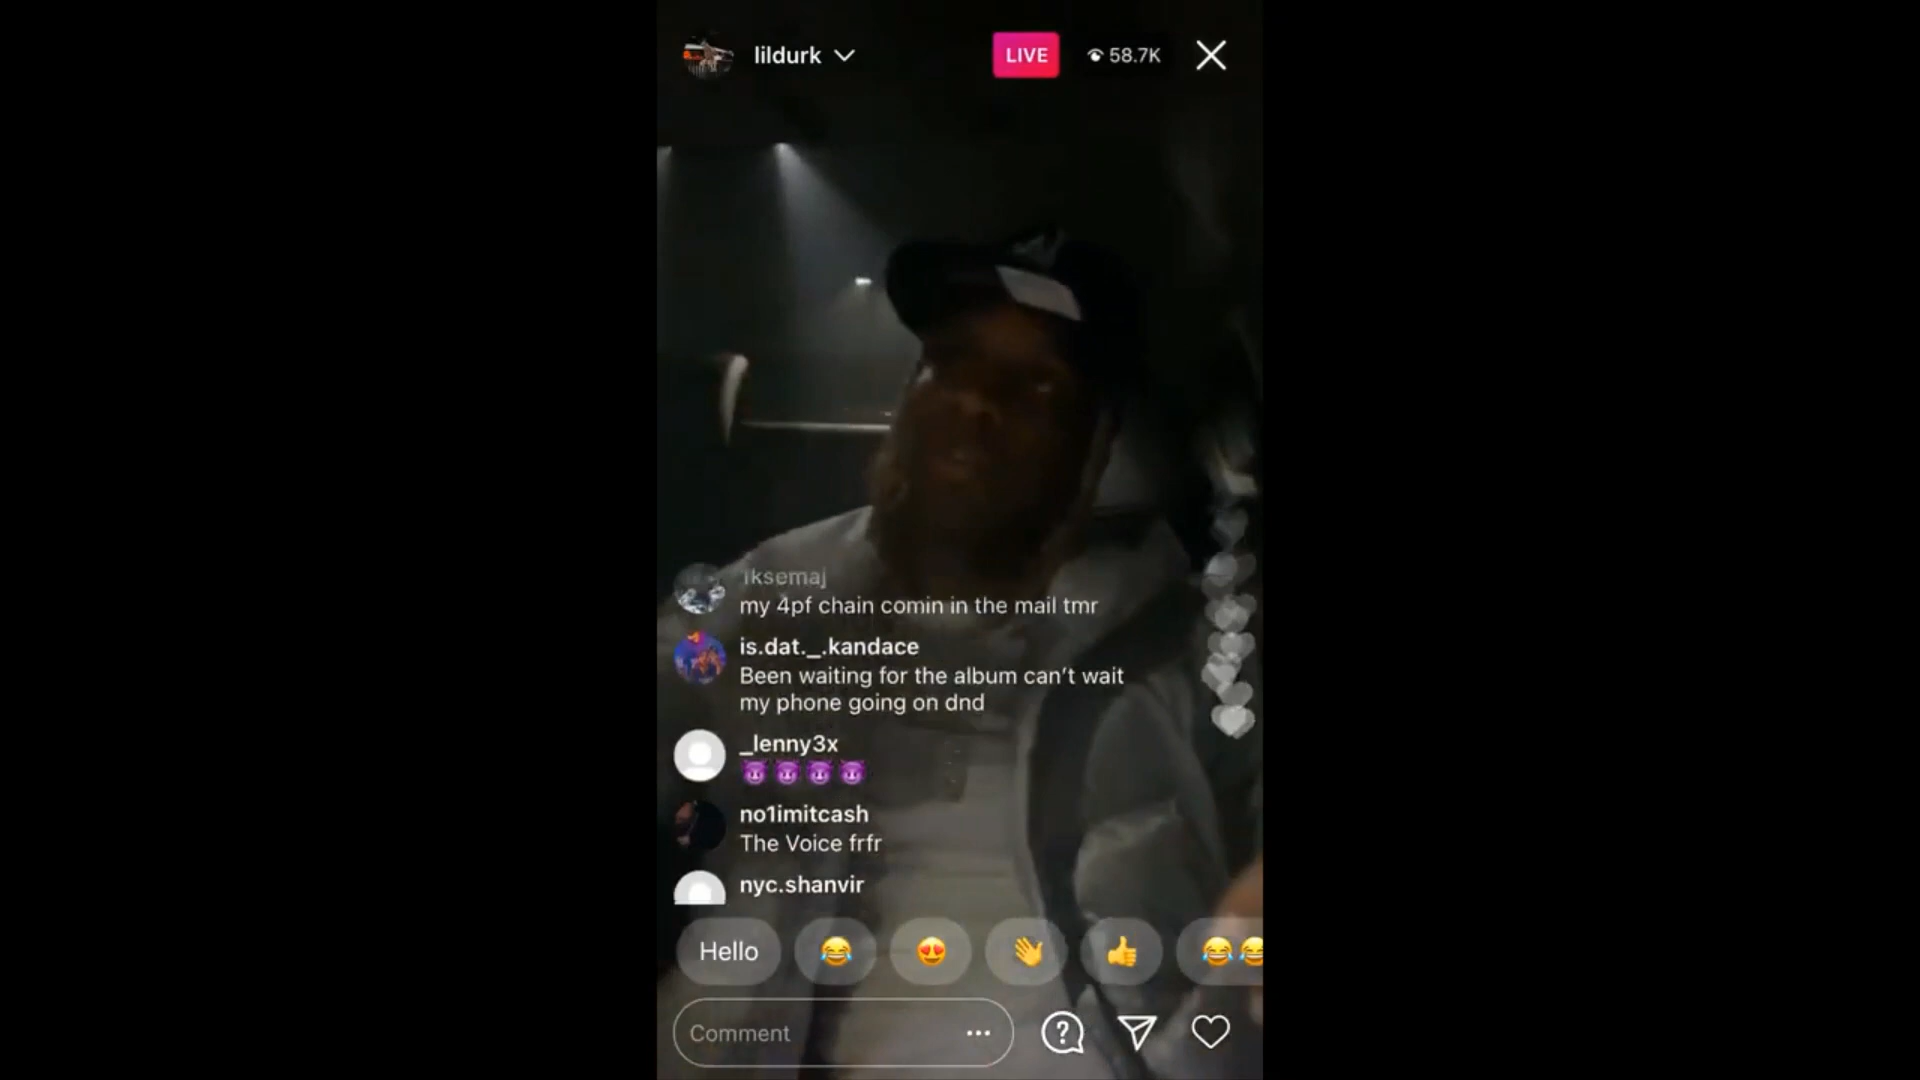 lildurk
LIVE
58.7K
1ksemaj
my 4pf chain comin in the mail tmr
is.dat._.kandace
Been waiting for the album can't wait
my phone going on dnd
_lenny3x
😈😈😈😈
no1imitcash
The Voice frfr
nyc.shanvir
Hello
Comment